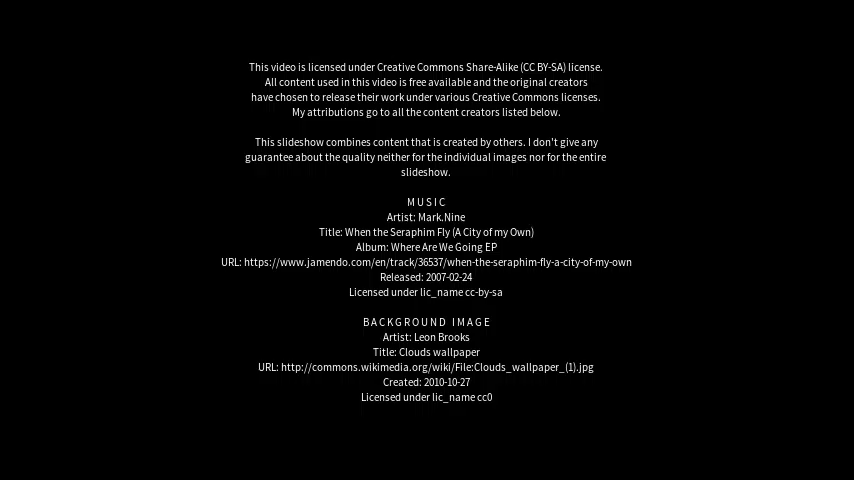 This video is licensed under Creative Commons Share-Alike (CC BY-SA) license.
All content used in this video is free available and the original creators
have chosen to release their work under various Creative Commons licenses.
My attributions go to all the content creators listed below.
This slideshow combines content that is created by others. I don't give any
guarantee about the quality neither for the individual images nor for the entire
slideshow.
MUSIC
Artist: Mark.Nine
Title: When the Seraphim Fly (A City of my Own)
Album: Where Are We Going EP
URL: https://www.jamendo.com/en/track/36537/when-the-seraphim-fly-a-city-of-my-own
Released: 2007-02-24
Licensed under lic_name cc-by-sa
BACKGROUND IMAGE
Artist: Leon Brooks
Title: Clouds wallpaper
URL: http://commons.wikimedia.org/wiki/File:Clouds_wallpaper_(1).jpg
Created: 2010-10-27
Licensed under lic_name cc0